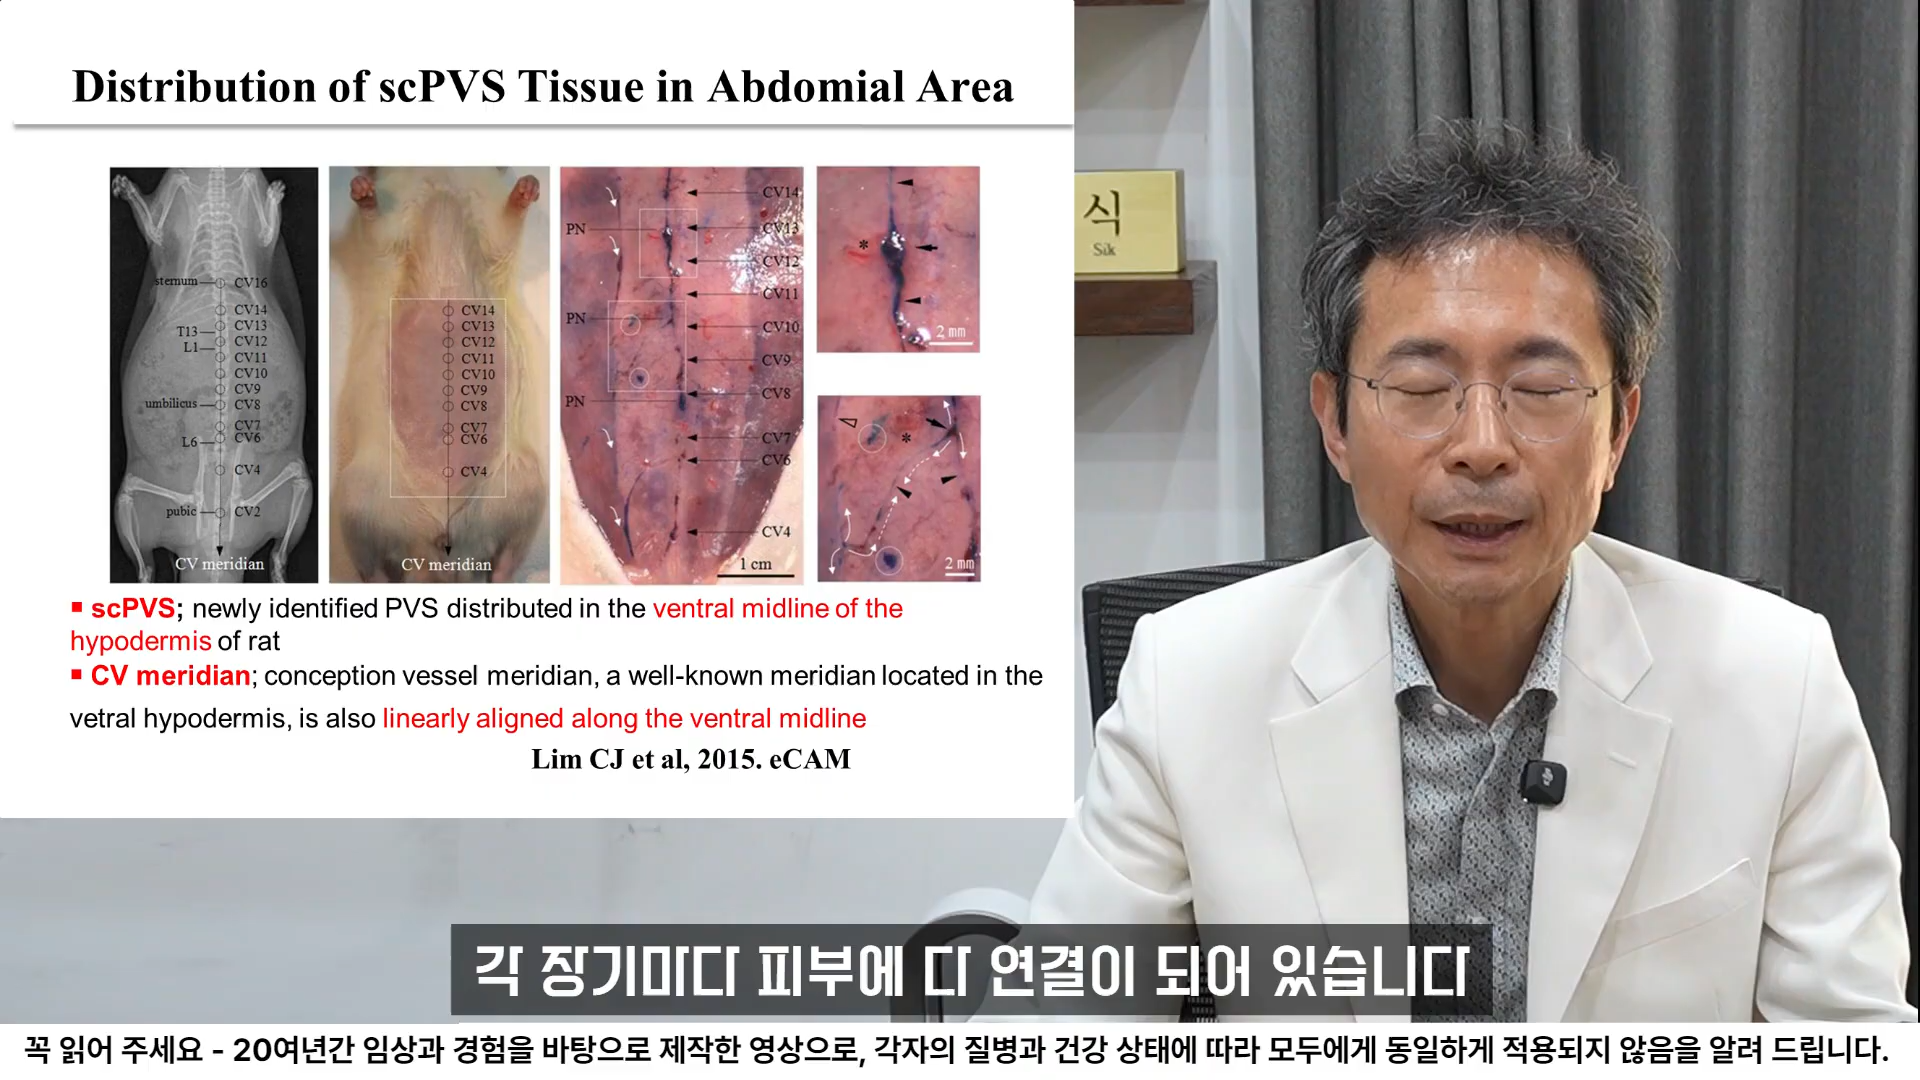 Distribution of scPVS Tissue in Abdomial Area
sternum
CV16
CV14
T13
CV13
L1
CV12
CV11
CV10
CV9
umbilicus
CV8
CV7
L6
CV6
CV4
pubic
CV2
CV meridian
CV14
CV13
CV12
CV11
CV10
CV9
CV8
CV7
CV6
CV4
CV meridian
CV14
PN
CV13
CV12
CV11
PN
CV10
CV9
PN
CV8
CV7
CV6
CV4
1 cm
*
2 mm
*
2 mm
식
Sik
▪ scPVS; newly identified PVS distributed in the ventral midline of the
hypodermis of rat
▪ CV meridian; conception vessel meridian, a well-known meridian located in the
vetral hypodermis, is also linearly aligned along the ventral midline
Lim CJ et al, 2015. eCAM
각 장기마다 피부에 다 연결이 되어 있습니다
꼭 읽어 주세요 - 20여년간 임상과 경험을 바탕으로 제작한 영상으로, 각자의 질병과 건강 상태에 따라 모두에게 동일하게 적용되지 않음을 알려 드립니다.